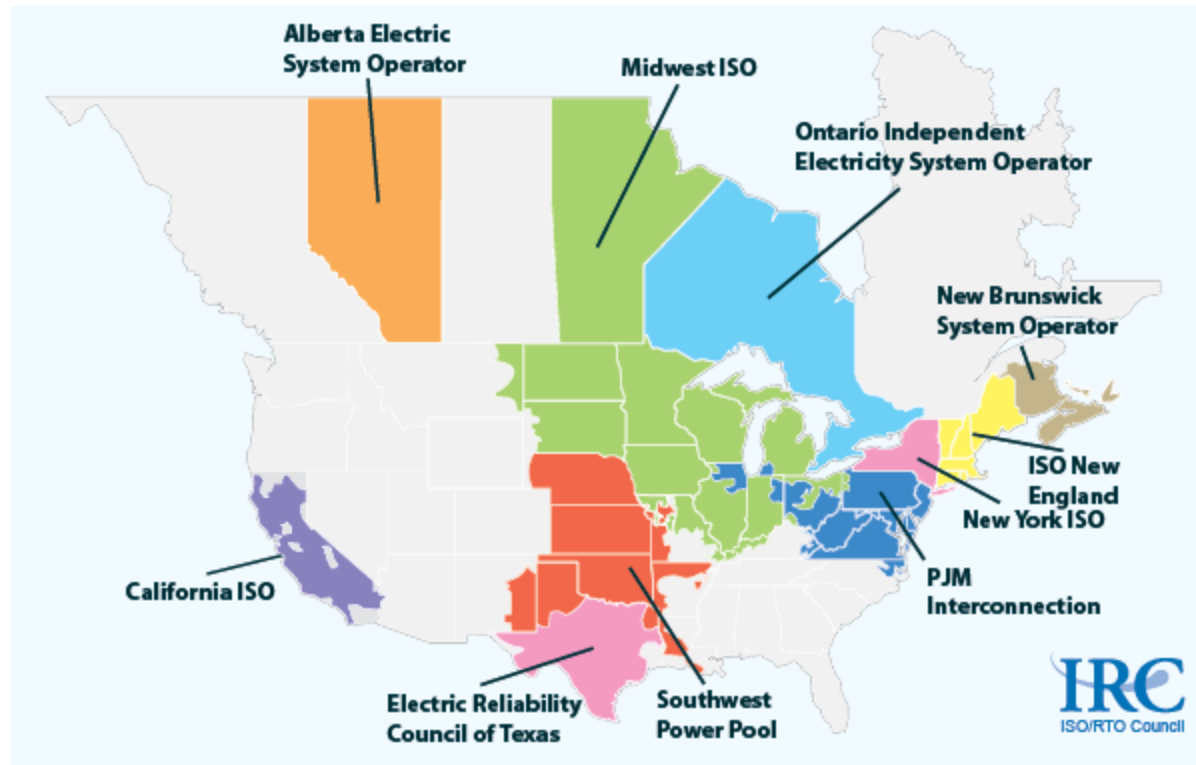 Alberta Electric
System Operator
Midwest ISO
Ontario Independent
Electricity System Operator
New Brunswick
System Operator
ISO New
England
New York ISO
California ISO
PJM
Interconnection
Electric Reliability
Council of Texas
Southwest
Power Pool
IRC
ISO/RTO Council